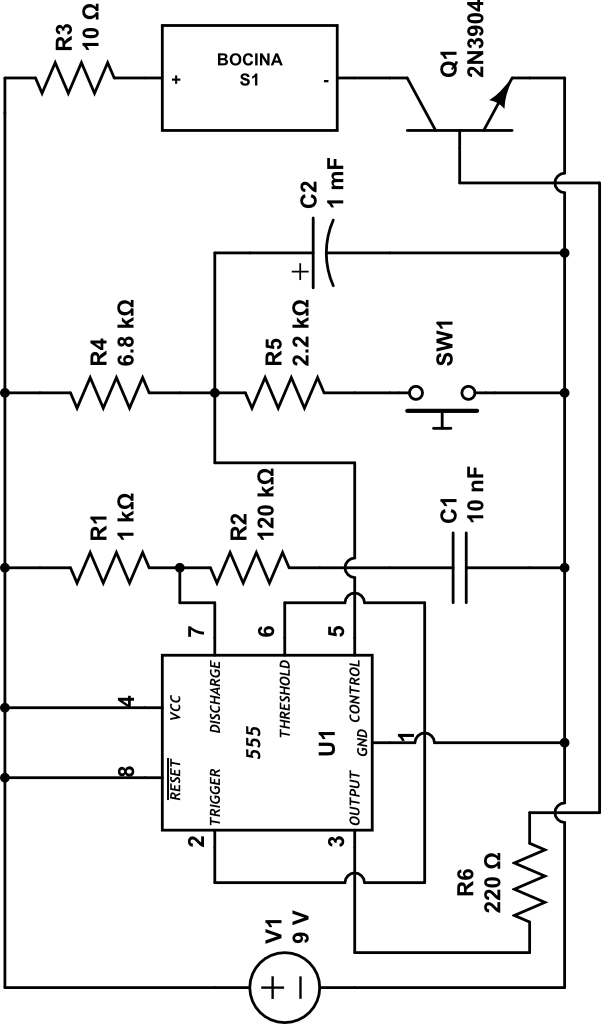 V1
9 V
R6
220 Ω
8
RESET
4
VCC
2
TRIGGER
7
DISCHARGE
555
6
THRESHOLD
U1
3
OUTPUT
1
GND
5
CONTROL
R1
1 kΩ
R2
120 kΩ
C1
10 nF
R4
6.8 kΩ
R5
2.2 kΩ
SW1
+
C2
1 mF
R3
10 Ω
BOCINA
S1
+ -
Q1
2N3904